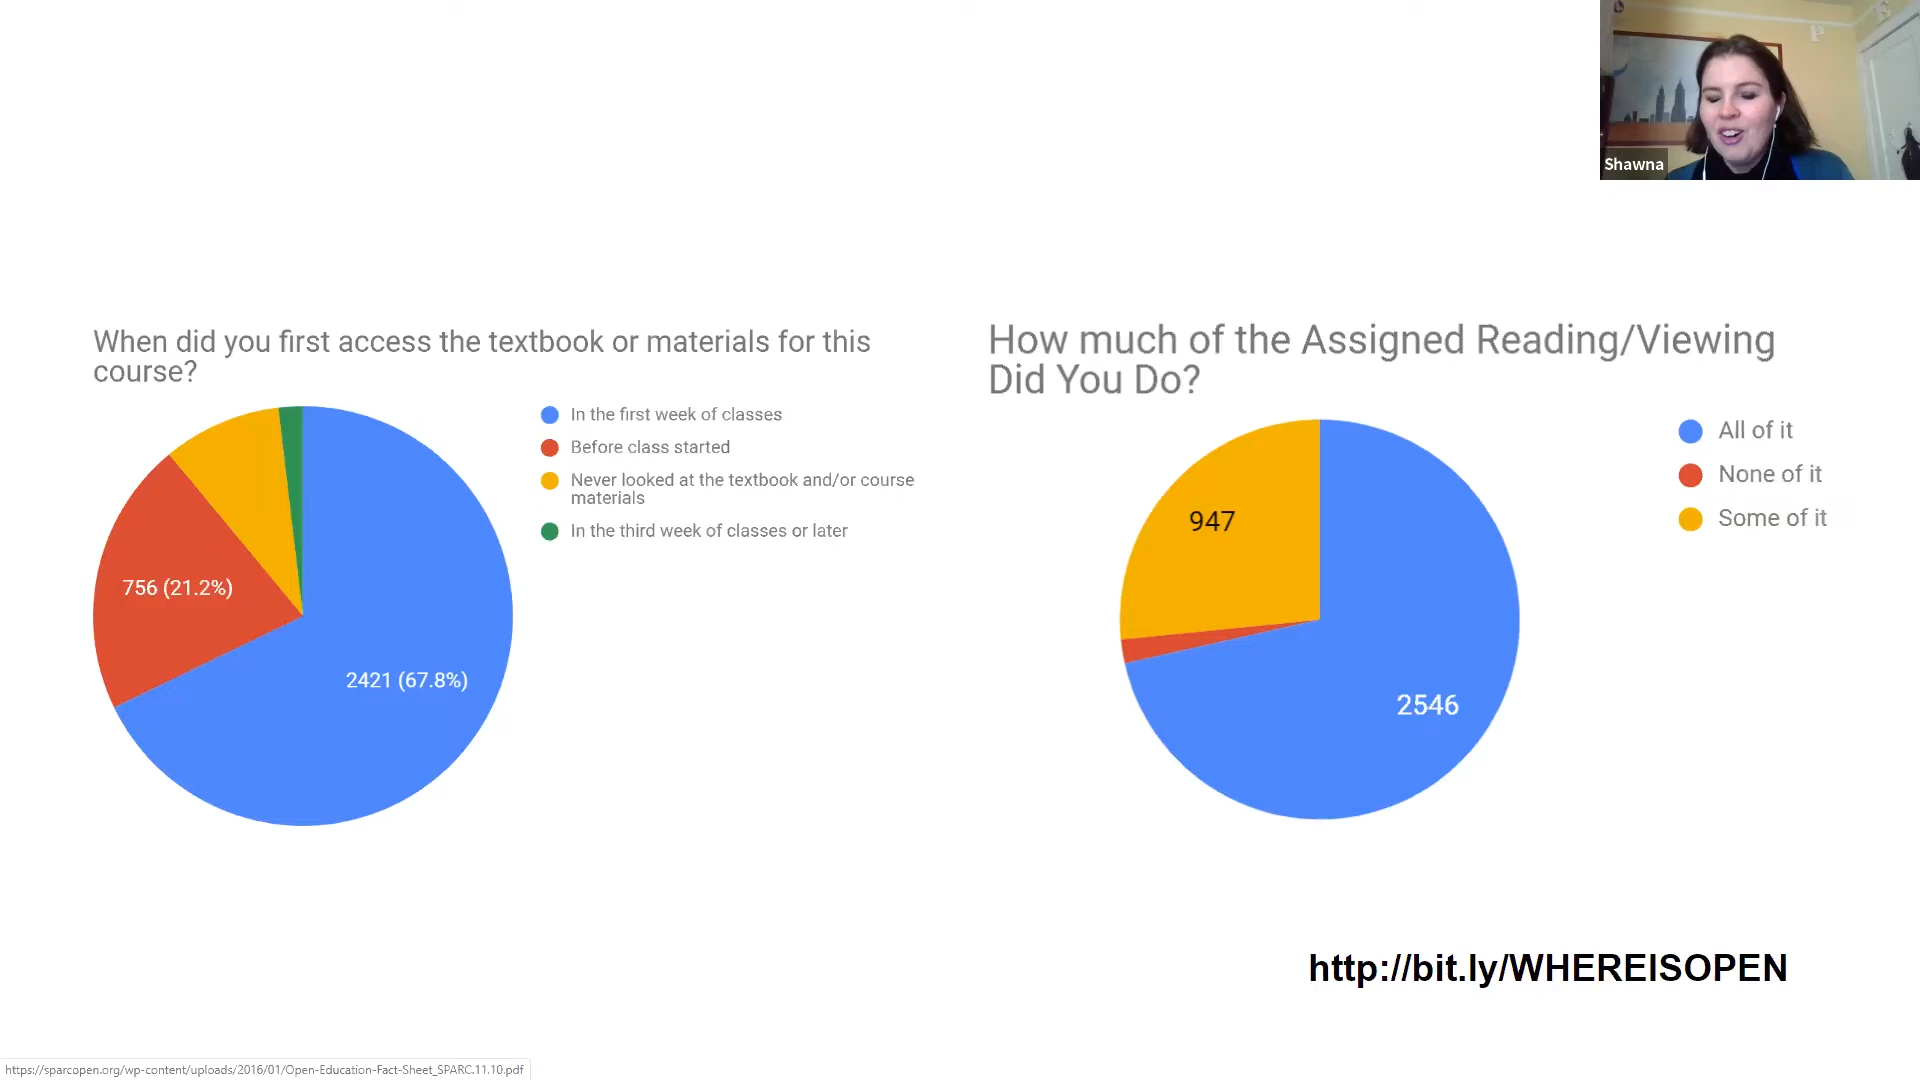 Shawna
When did you first access the textbook or materials for this
course?
In the first week of classes
Before class started
Never looked at the textbook and/or course
materials
In the third week of classes or later
756 (21.2%)
2421 (67.8%)
How much of the Assigned Reading/Viewing
Did You Do?
All of it
None of it
Some of it
947
2546
http://bit.ly/WHEREISOPEN
https://sparcopen.org/wp-content/uploads/2016/01/Open-Education-Fact-Sheet_SPARC.11.10.pdf